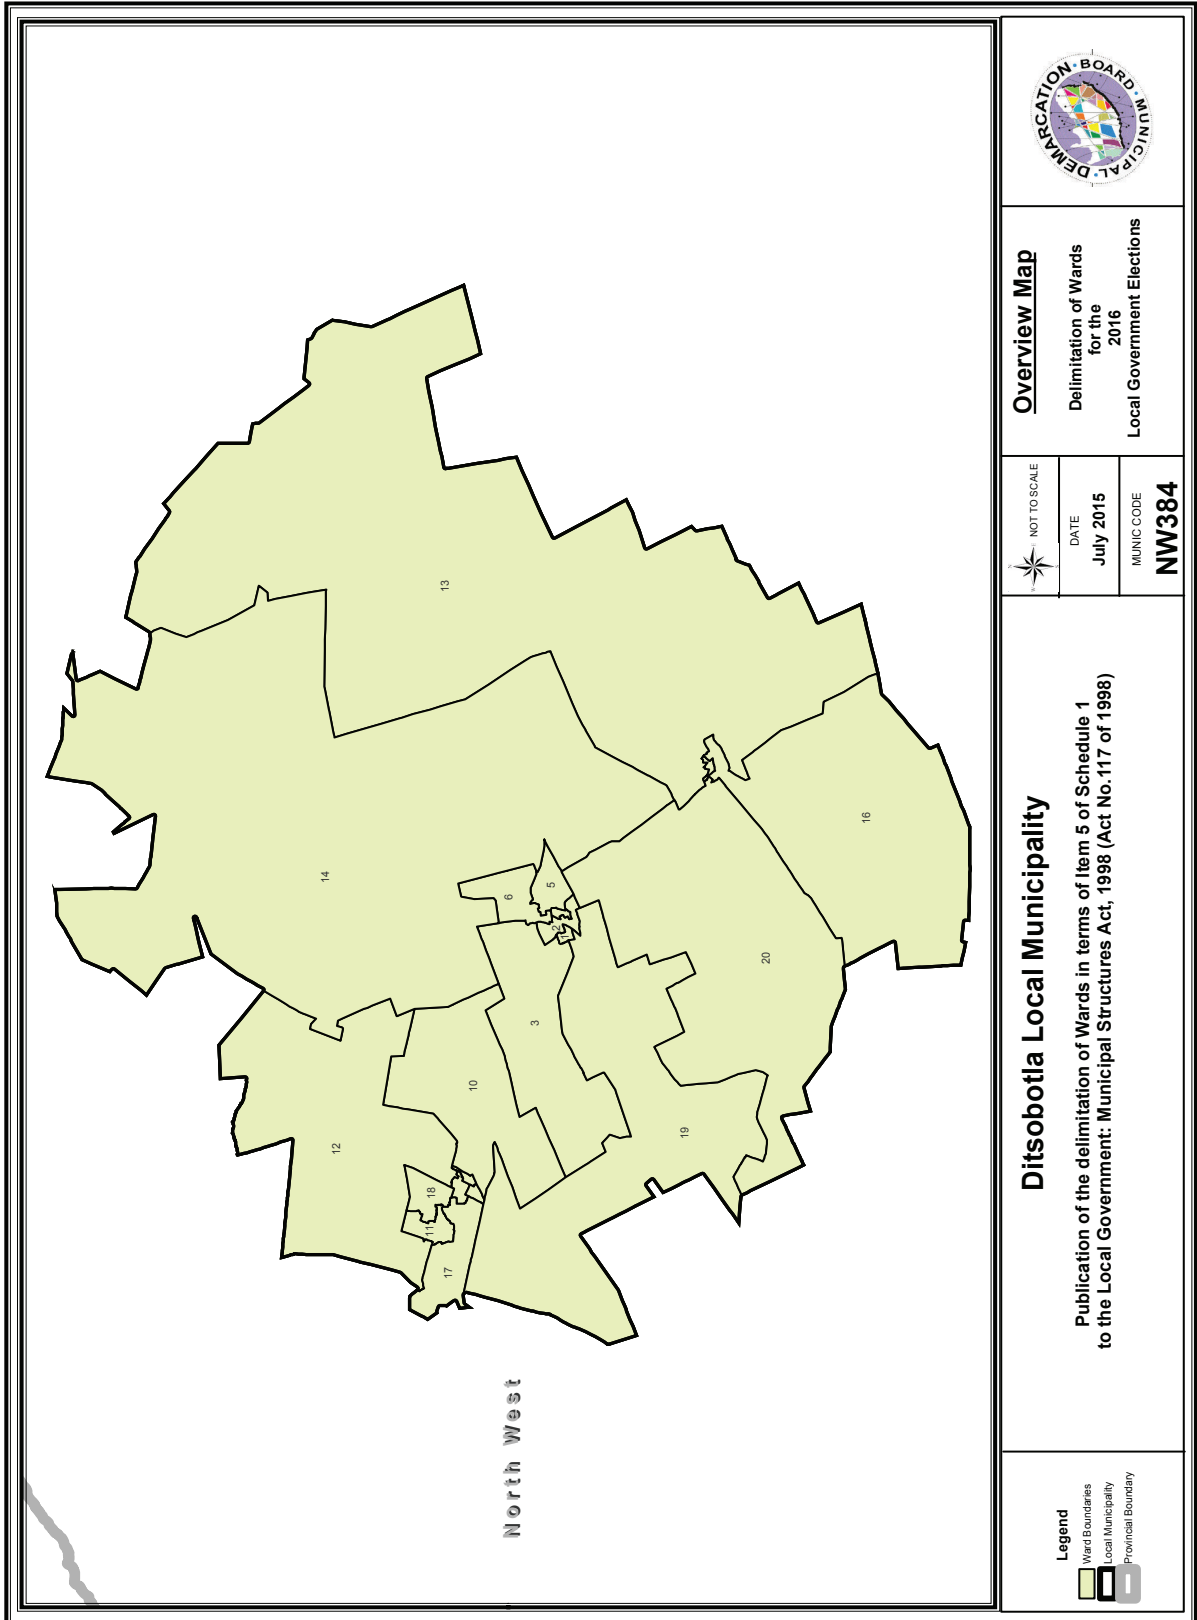 North West
12
14
13
17
11
18
10
6
5
3
2
1
19
20
16
Legend
Ward Boundaries
Local Municipality
Provincial Boundary
Ditsobotla Local Municipality
Publication of the delimitation of Wards in terms of Item 5 of Schedule 1
to the Local Government: Municipal Structures Act, 1998 (Act No.117 of 1998)
NOT TO SCALE
DATE
July 2015
MUNIC CODE
NW384
Overview Map
Delimitation of Wards
for the
2016
Local Government Elections
MUNICIPAL · DEMARCATION · BOARD ·